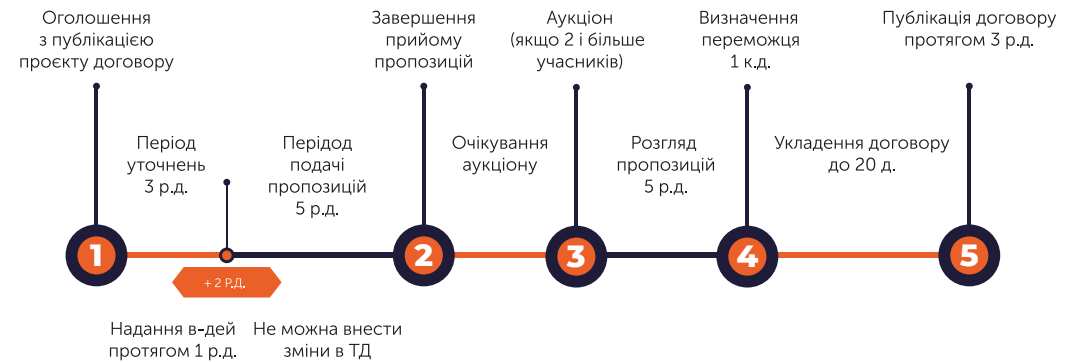 Оголошення
з публікацією
проєкту договору
Завершення
прийому
пропозицій
Аукціон
(якщо 2 і більше
учасників)
Визначення
переможця
1 к.д.
Публікація договору
протягом 3 р.д.
Період
уточнень
3 р.д.
Перідод
подачі
пропозицій
5 р.д.
Очікування
аукціону
Розгляд
пропозицій
5 р.д.
Укладення договору
до 20 д.
1
2
3
4
5
+ 2 Р.Д.
Надання в-дей
протягом 1 р.д.
Не можна внести
зміни в ТД